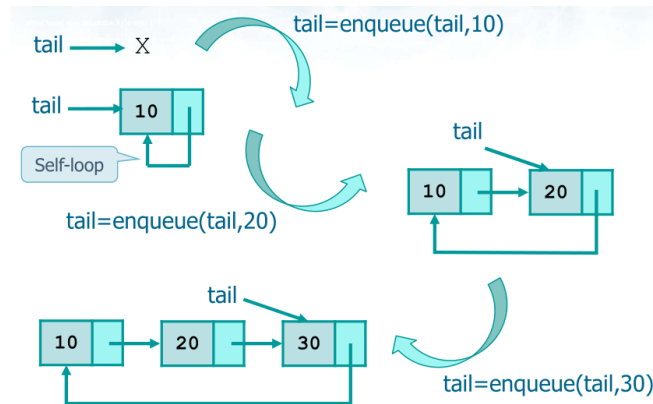 tail=enqueue(tail,10)
tail X
tail 10
Self-loop
tail
10 20
tail=enqueue(tail,20)
tail
10 20 30
tail=enqueue(tail,30)